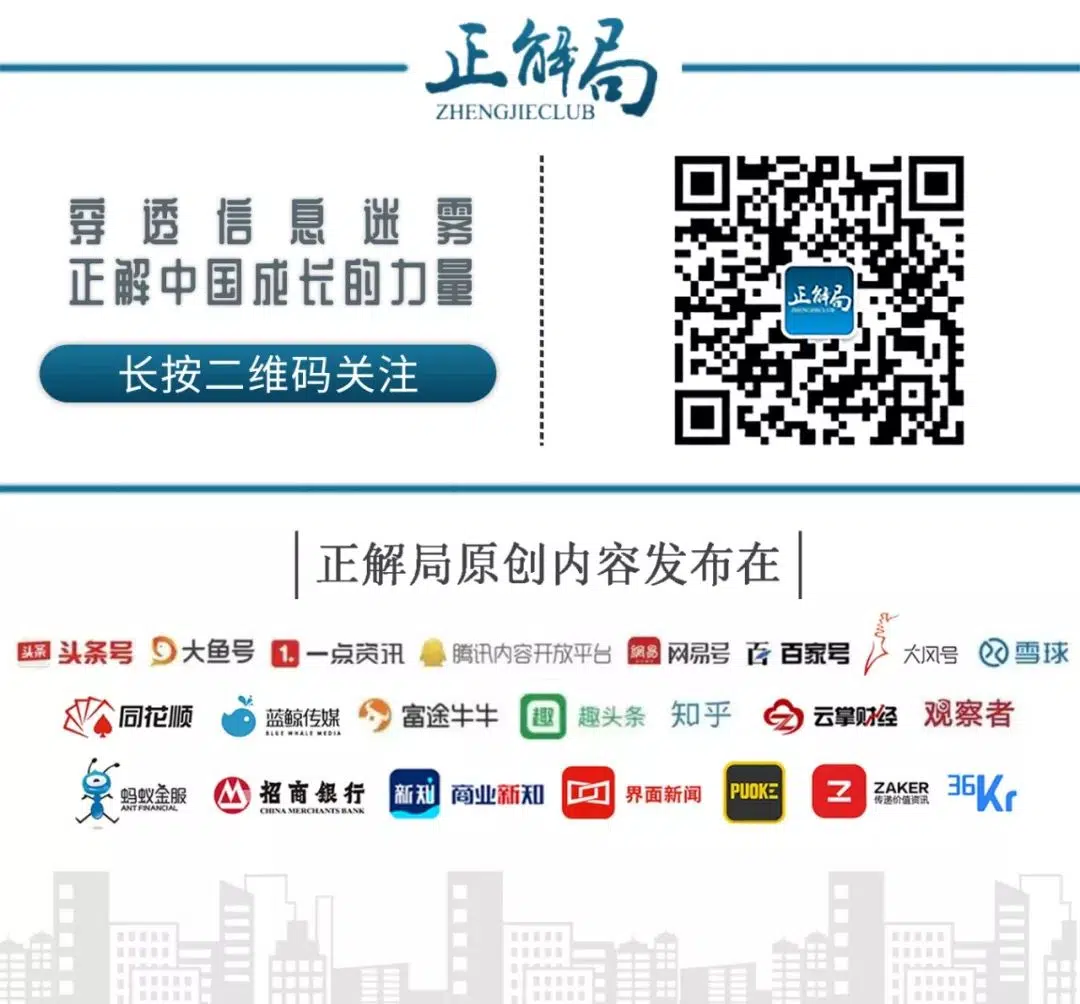 正解局
ZHENGJIECLUB
穿透信息迷雾
正解中国成长的力量
长按二维码关注
正解局
ZHENGJIECLUB
正解局原创内容发布在
头条 头条号 大鱼号 1. 一点资讯 腾讯内容开放平台 網易 网易号 百 百家号 大风号 雪球
同花顺 蓝鲸传媒 BLUE WHALE MEDIA 富途牛牛 趣 趣头条 知乎 云掌财经 观察者
蚂蚁金服 ANT FINANCIAL 招商银行 CHINA MERCHANTS BANK 新知 商业新知 界面新闻 PUOKE ZAKER 传递价值资讯 36Kr